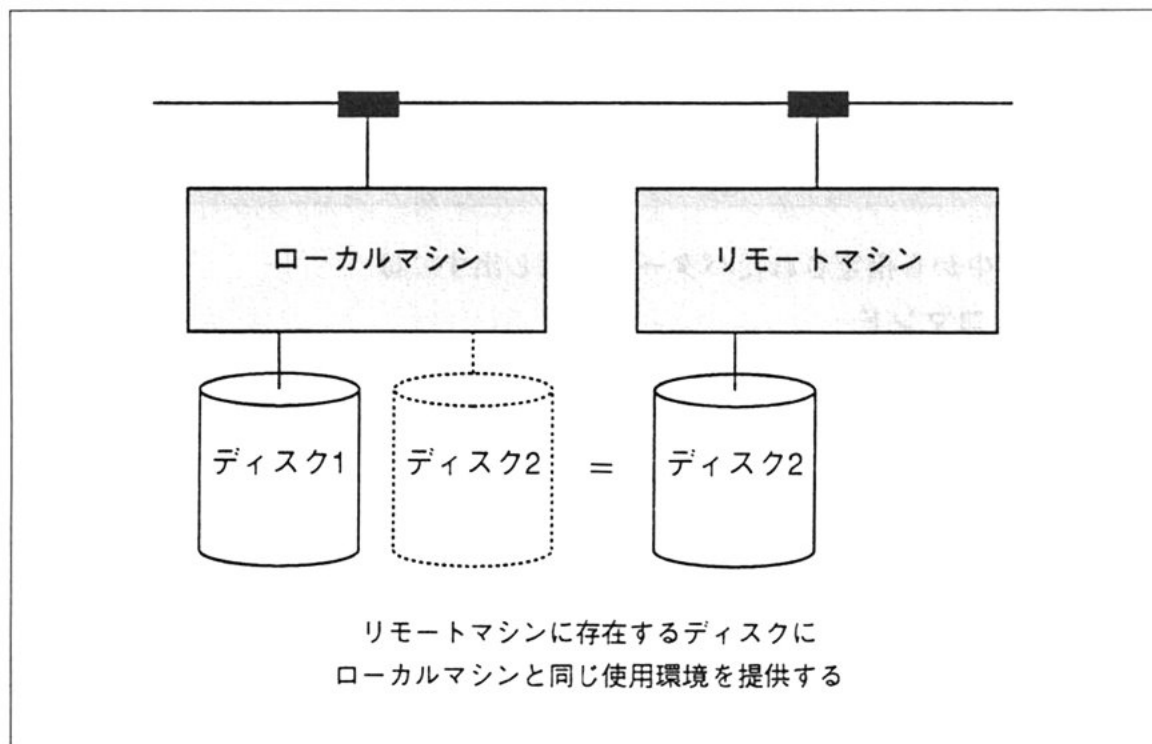 ローカルマシン
リモートマシン
ディスク1
ディスク2
=
ディスク2
リモートマシンに存在するディスクに
ローカルマシンと同じ使用環境を提供する